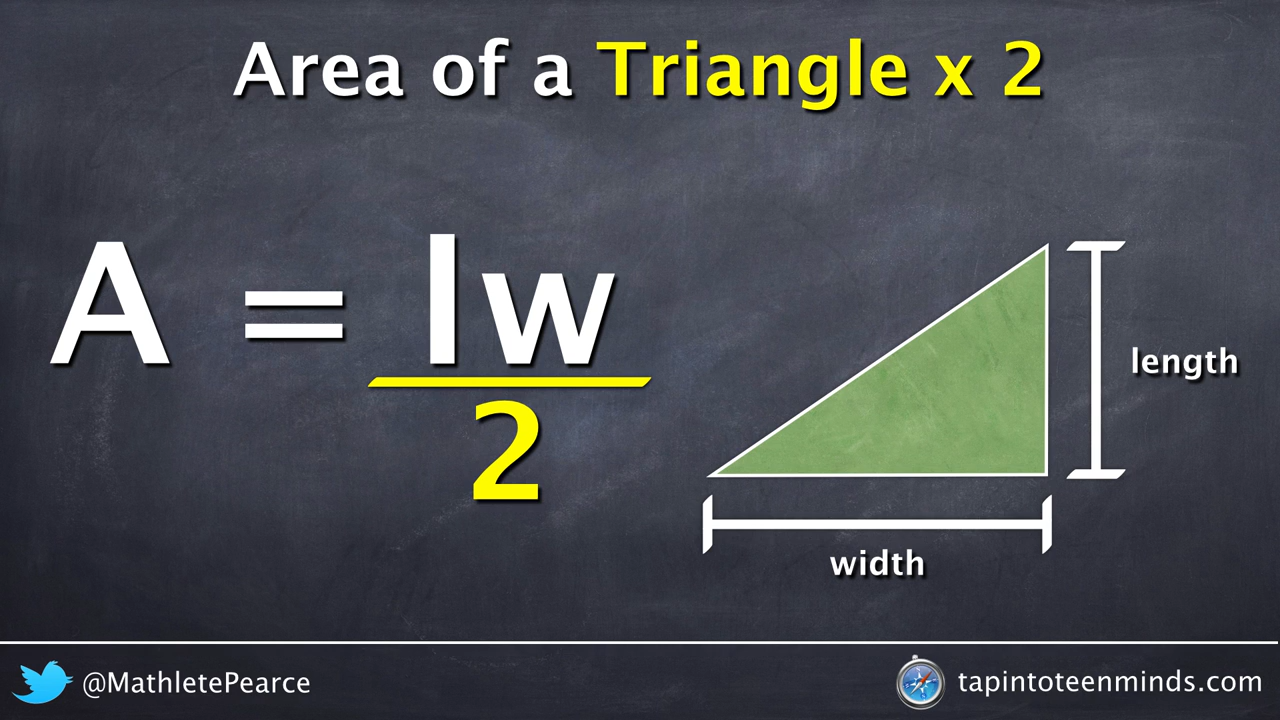 Area of a Triangle x 2
A = lw
2
length
width
@MathletePearce
tapintoteenminds.com